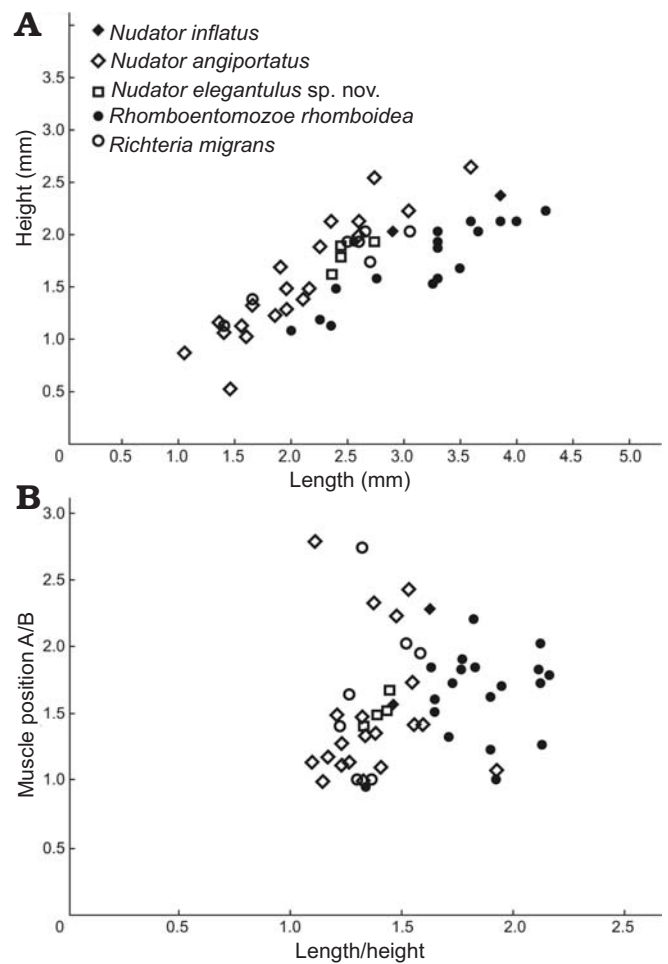 A
Nudator inflatus
Nudator angiportatus
Nudator elegantulus sp. nov.
Rhomboentomozoe rhomboidea
Richteria migrans
Height (mm)
4.0
3.5
3.0
2.5
2.0
1.5
1.0
0.5
0
0.5 1.0 1.5 2.0 2.5 3.0 3.5 4.0 4.5 5.0
Length (mm)
B
Muscle position A/B
3.0
2.5
2.0
1.5
1.0
0.5
0
0.5 1.0 1.5 2.0 2.5
Length/height